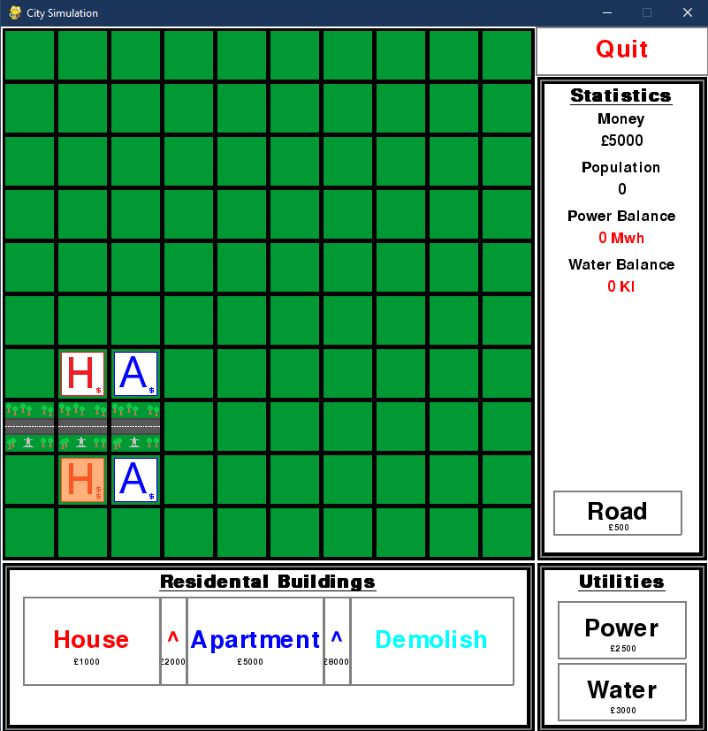 City Simulation
Quit
Statistics
Money
£5000
Population
0
Power Balance
0 Mwh
Water Balance
0 Kl
H$
A$
H$$
A$
Road
£500
Residental Buildings
House
£1000
^
£2000
Apartment
£5000
^
£8000
Demolish
Utilities
Power
£2500
Water
£3000